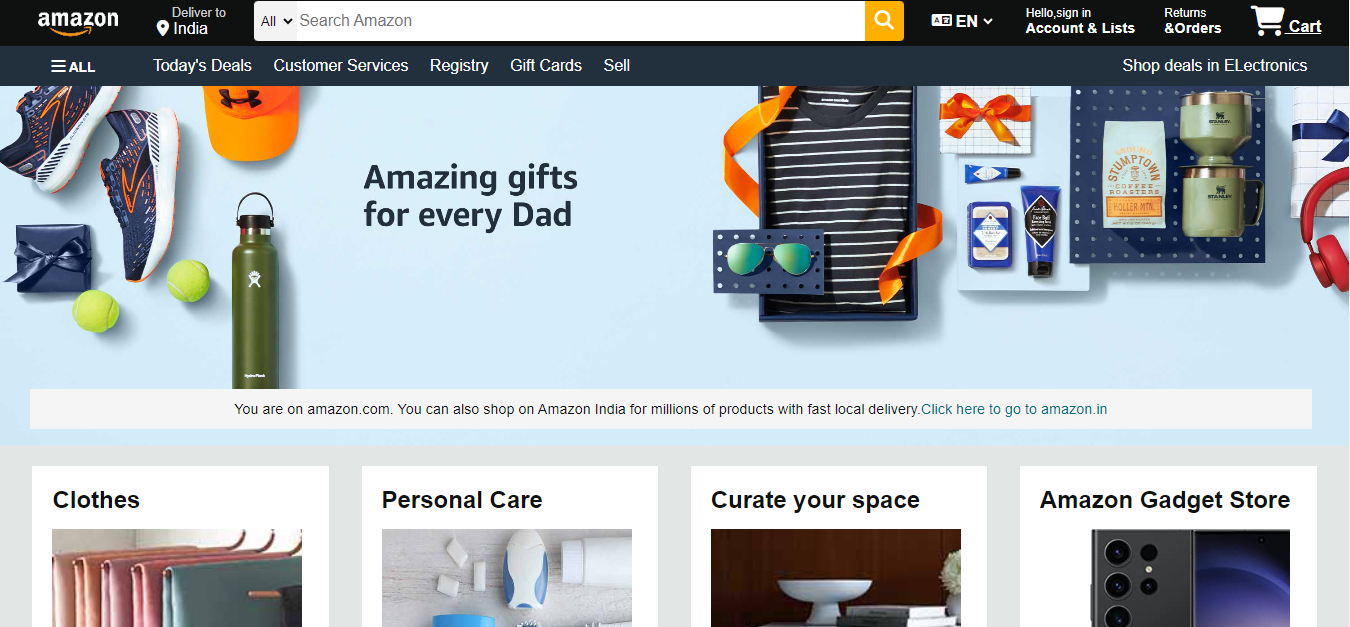 amazon
Deliver to
India
All
Search Amazon
EN
Hello,sign in
Account & Lists
Returns
&Orders
Cart
ALL
Today's Deals
Customer Services
Registry
Gift Cards
Sell
Shop deals in ELectronics
Amazing gifts
for every Dad
STANLEY
GROUND
STUMPTOWN
COFFEE
ROASTERS
HOLLER MTN.
STANLEY
Hydro Flask
You are on amazon.com. You can also shop on Amazon India for millions of products with fast local delivery.Click here to go to amazon.in
Clothes
Personal Care
Curate your space
Amazon Gadget Store